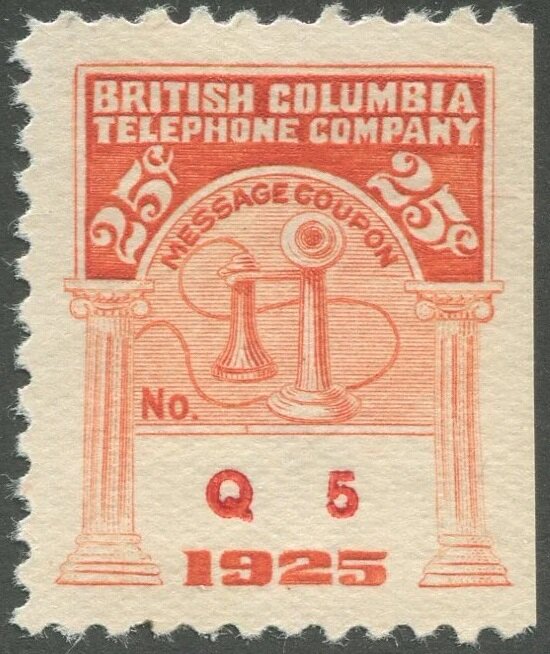 BRITISH COLUMBIA
TELEPHONE COMPANY
25¢ 25¢
MESSAGE COUPON
No.
Q 5
1925